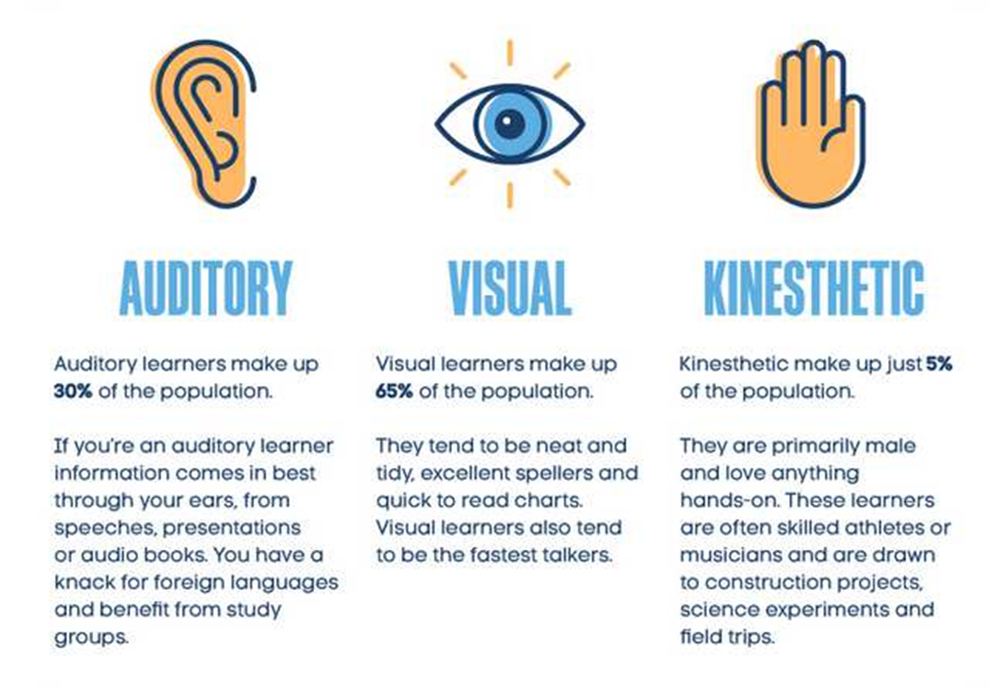 AUDITORY
Auditory learners make up
30% of the population.
If you're an auditory learner
information comes in best
through your ears, from
speeches, presentations
or audio books. You have a
knack for foreign languages
and benefit from study
groups.
VISUAL
Visual learners make up
65% of the population.
They tend to be neat and
tidy, excellent spellers and
quick to read charts.
Visual learners also tend
to be the fastest talkers.
KINESTHETIC
Kinesthetic make up just 5%
of the population.
They are primarily male
and love anything
hands-on. These learners
are often skilled athletes or
musicians and are drawn
to construction projects,
science experiments and
field trips.